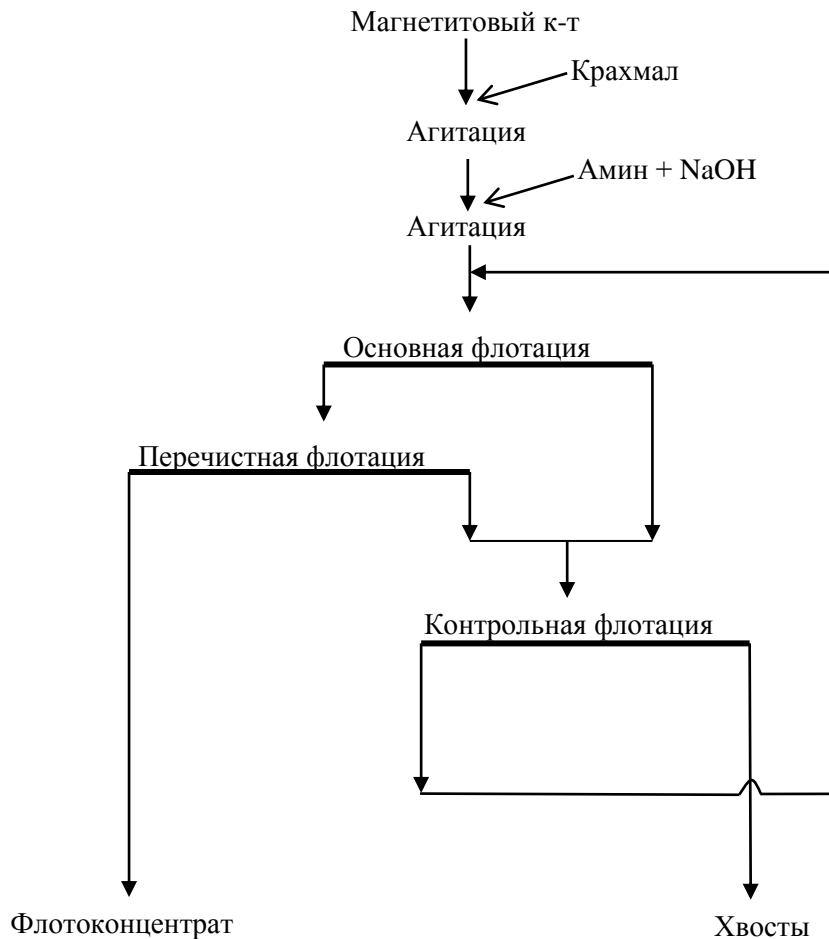 Магнетитовый к-т
Крахмал
Агитация
Амин + NaOH
Агитация
Основная флотация
Перечистная флотация
Контрольная флотация
Флотоконцентрат
Хвосты